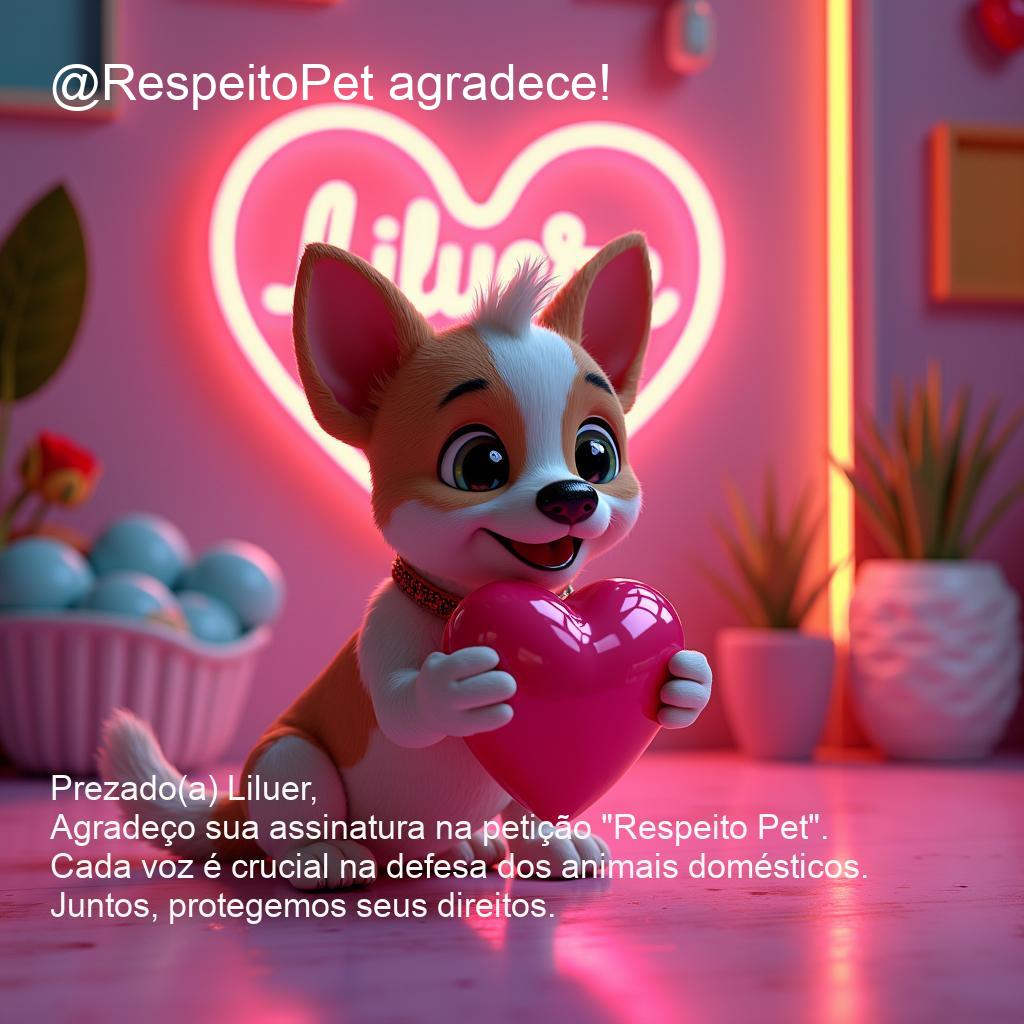 @RespeitoPet agradece!
Liluer
Prezado(a) Liluer,
Agradeço sua assinatura na petição "Respeito Pet".
Cada voz é crucial na defesa dos animais domésticos.
Juntos, protegemos seus direitos.